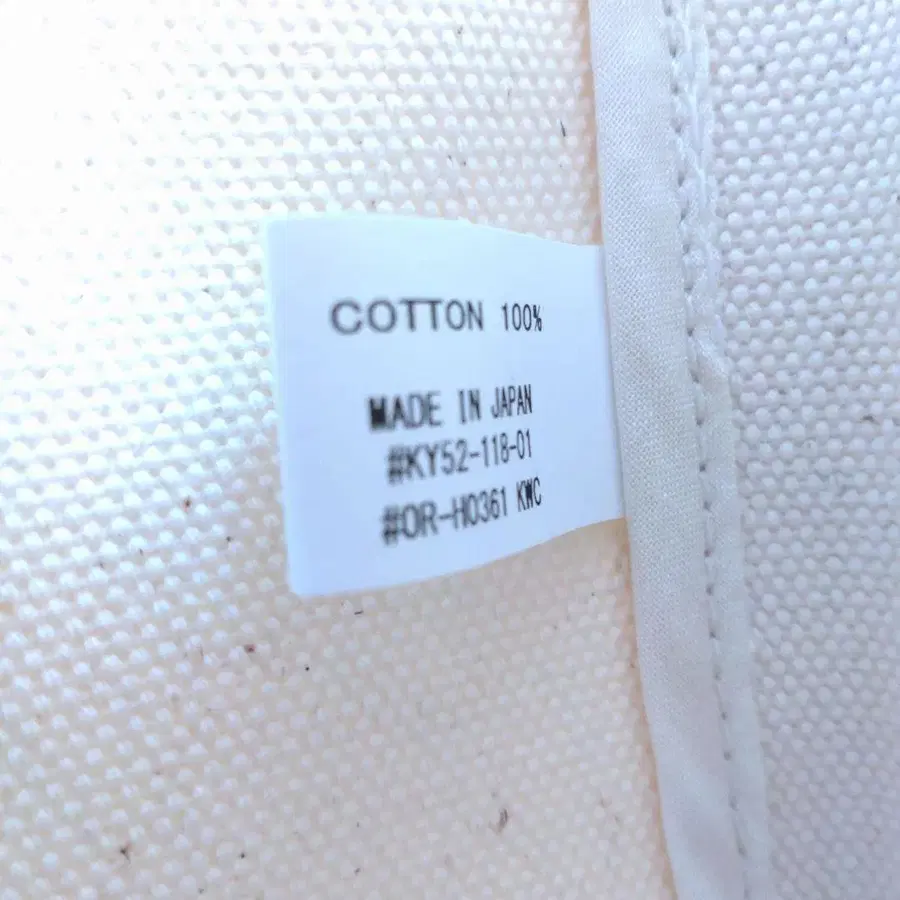 COTTON 100%
MADE IN JAPAN
#KY52-118-01
#OR-H0361 KWC